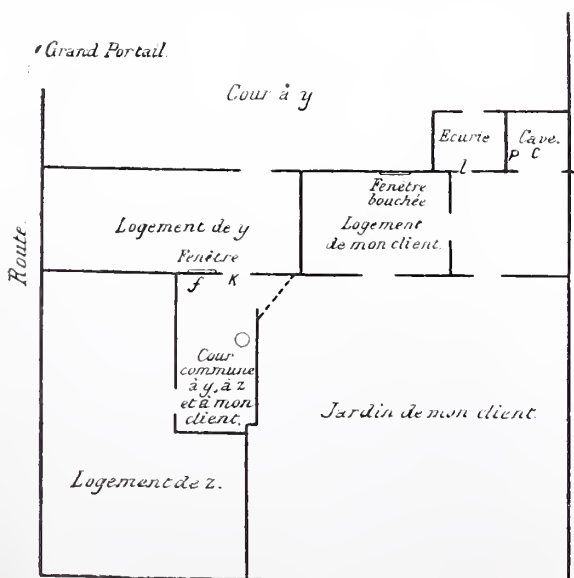 Grand Portail.
Cour à y
Ecurie
Cave.
l
P C
Fenêtre
bouchée
Logement
de mon client.
Logement de y
Fenêtre
f K
Route.
Cour
commune
à y, à z
et à mon
client.
Jardin de mon client.
Logement de z.